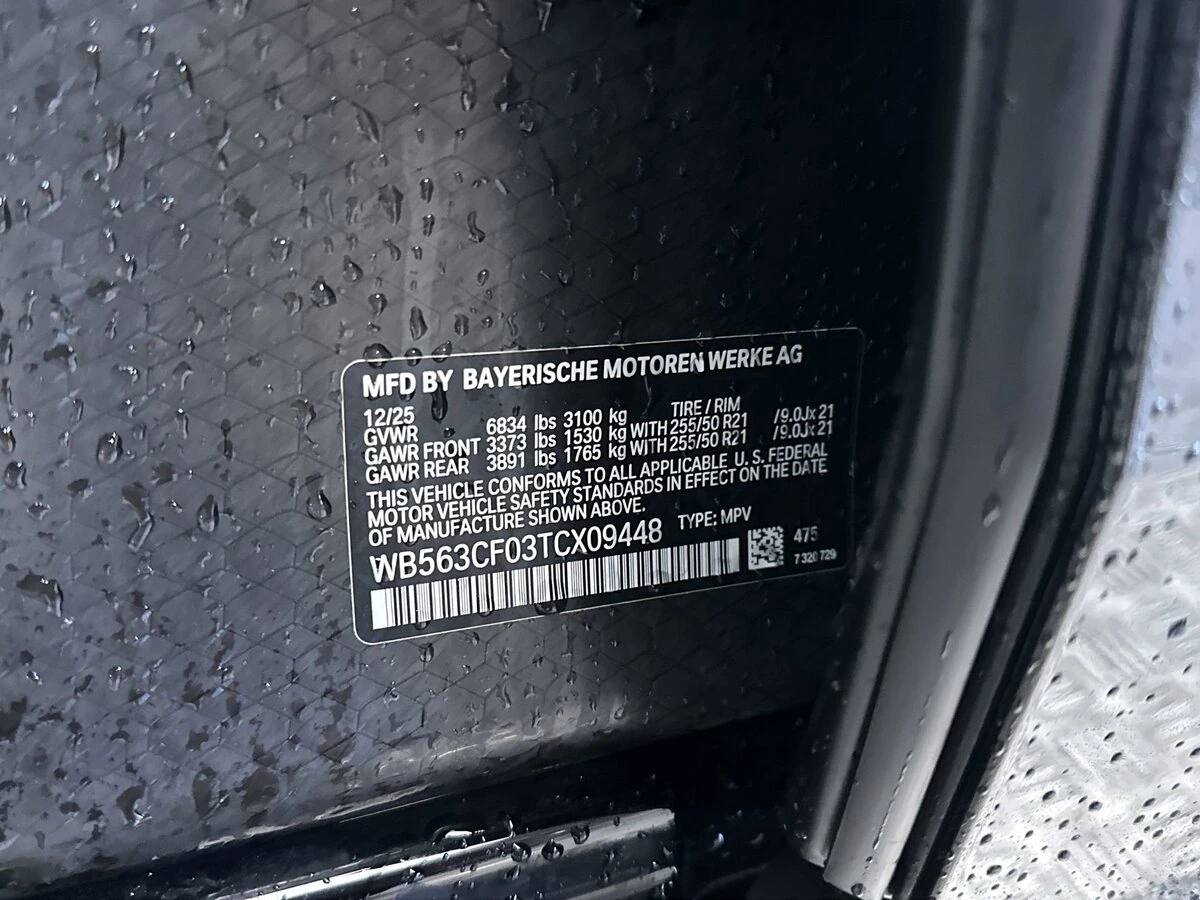 MFD BY BAYERISCHE MOTOREN WERKE AG
12/25 TIRE / RIM
GVWR 6834 lbs 3100 kg
GAWR FRONT 3373 lbs 1530 kg WITH 255/50 R21 /9.0Jx21
GAWR REAR 3891 lbs 1765 kg WITH 255/50 R21 /9.0Jx21
THIS VEHICLE CONFORMS TO ALL APPLICABLE U. S. FEDERAL
MOTOR VEHICLE SAFETY STANDARDS IN EFFECT ON THE DATE
OF MANUFACTURE SHOWN ABOVE.
WB563CF03TCX09448 TYPE: MPV
475
7 320 729